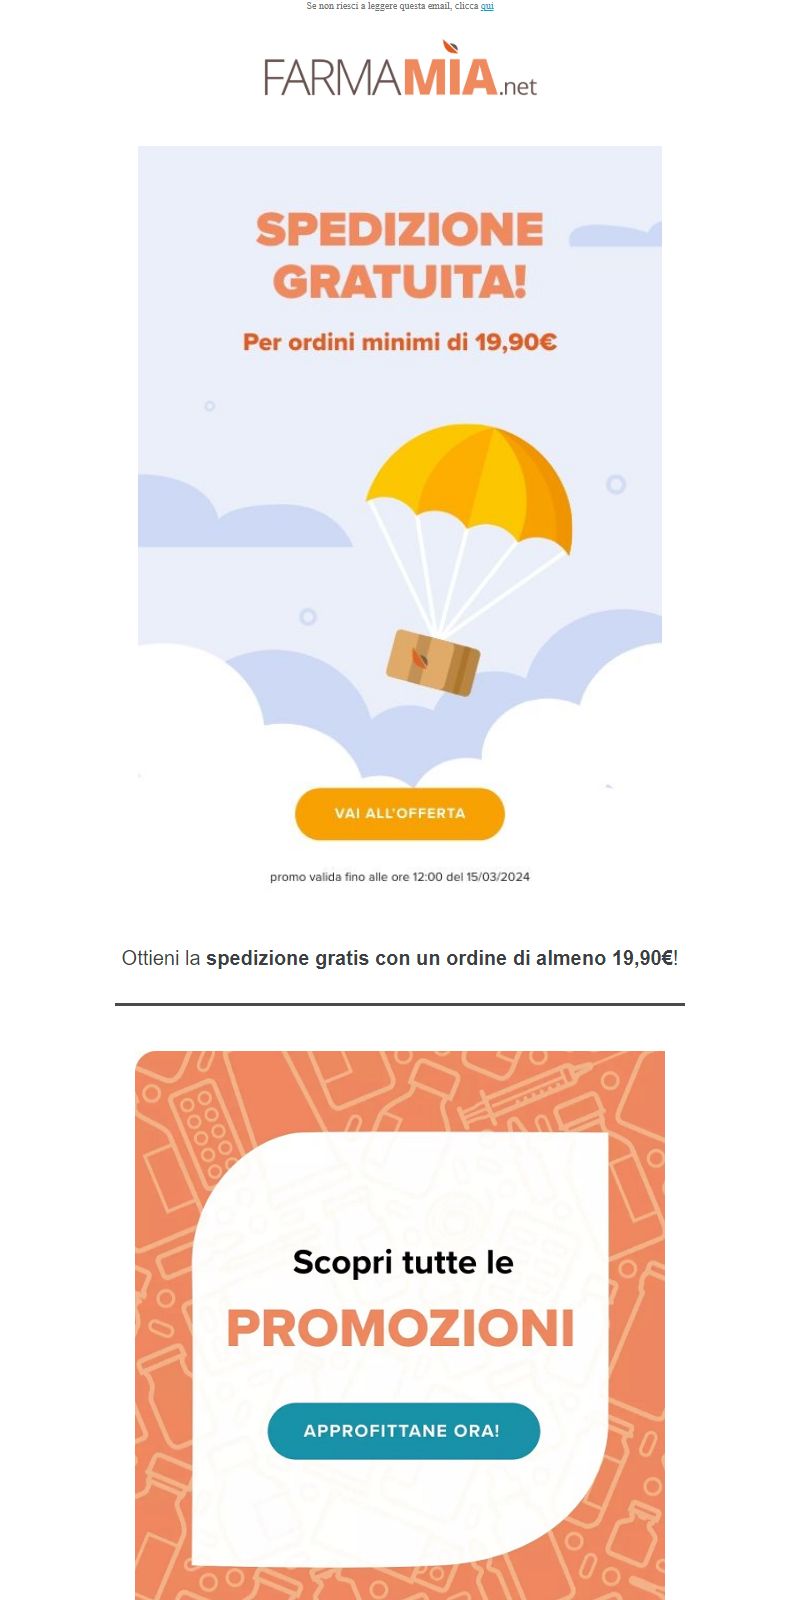 Se non riesci a leggere questa email, clicca qui
FARMAMÌA.net
SPEDIZIONE
GRATUITA!
Per ordini minimi di 19,90€
VAI ALL'OFFERTA
promo valida fino alle ore 12:00 del 15/03/2024
Ottieni la spedizione gratis con un ordine di almeno 19,90€!
Scopri tutte le
PROMOZIONI
APPROFITTANE ORA!